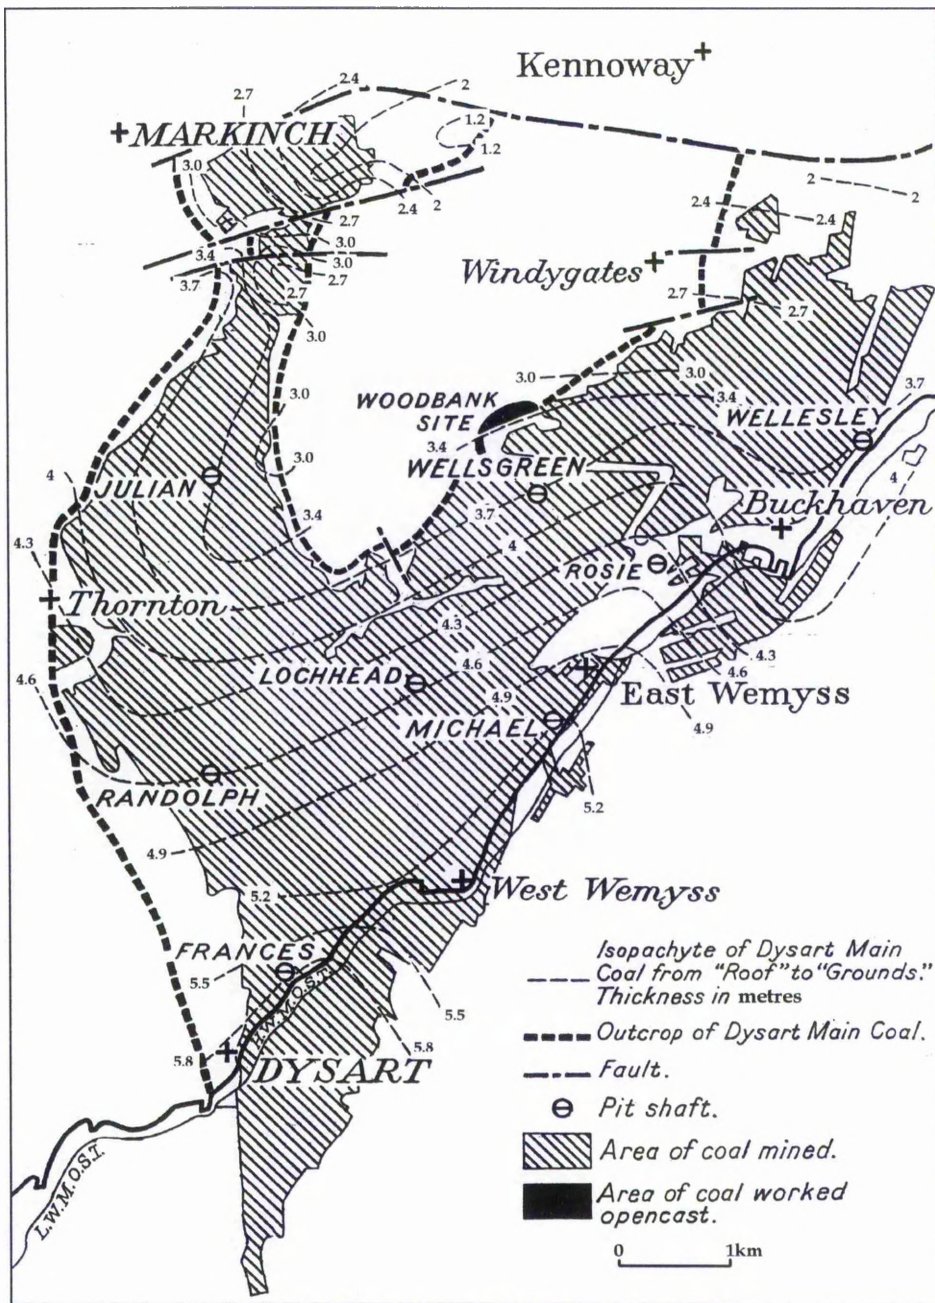 Kennoway
2.4
2
2.7
1.2
MARKINCH
1.2
3.0
2.4
2
2
2
2.7
2.4
2.4
3.0
3.4
3.0
Windygates
3.7
2.7
2.7
2.7
3.0
3.0
3.0
3.4
3.7
WOODBANK
SITE
3.0
WELLESLEY
3.4
3.0
WELLSGREEN
4
4
JULIAN
3.7
Buckhaven
3.4
4
4.3
ROSIE
Thornton
4.3
4.3
4.6
4.6
4.6
LOCHHEAD
4.9
East Wemyss
4.9
MICHAEL
RANDOLPH
5.2
4.9
West Wemyss
5.2
FRANCES
5.5
5.5
H.W.M.O.S.T.
5.8
5.8
DYSART
L.W.M.O.S.T.
Isopachyte of Dysart Main
Coal from "Roof" to "Grounds."
Thickness in metres
Outcrop of Dysart Main Coal.
Fault.
Pit shaft.
Area of coal mined.
Area of coal worked
opencast.
0 1km